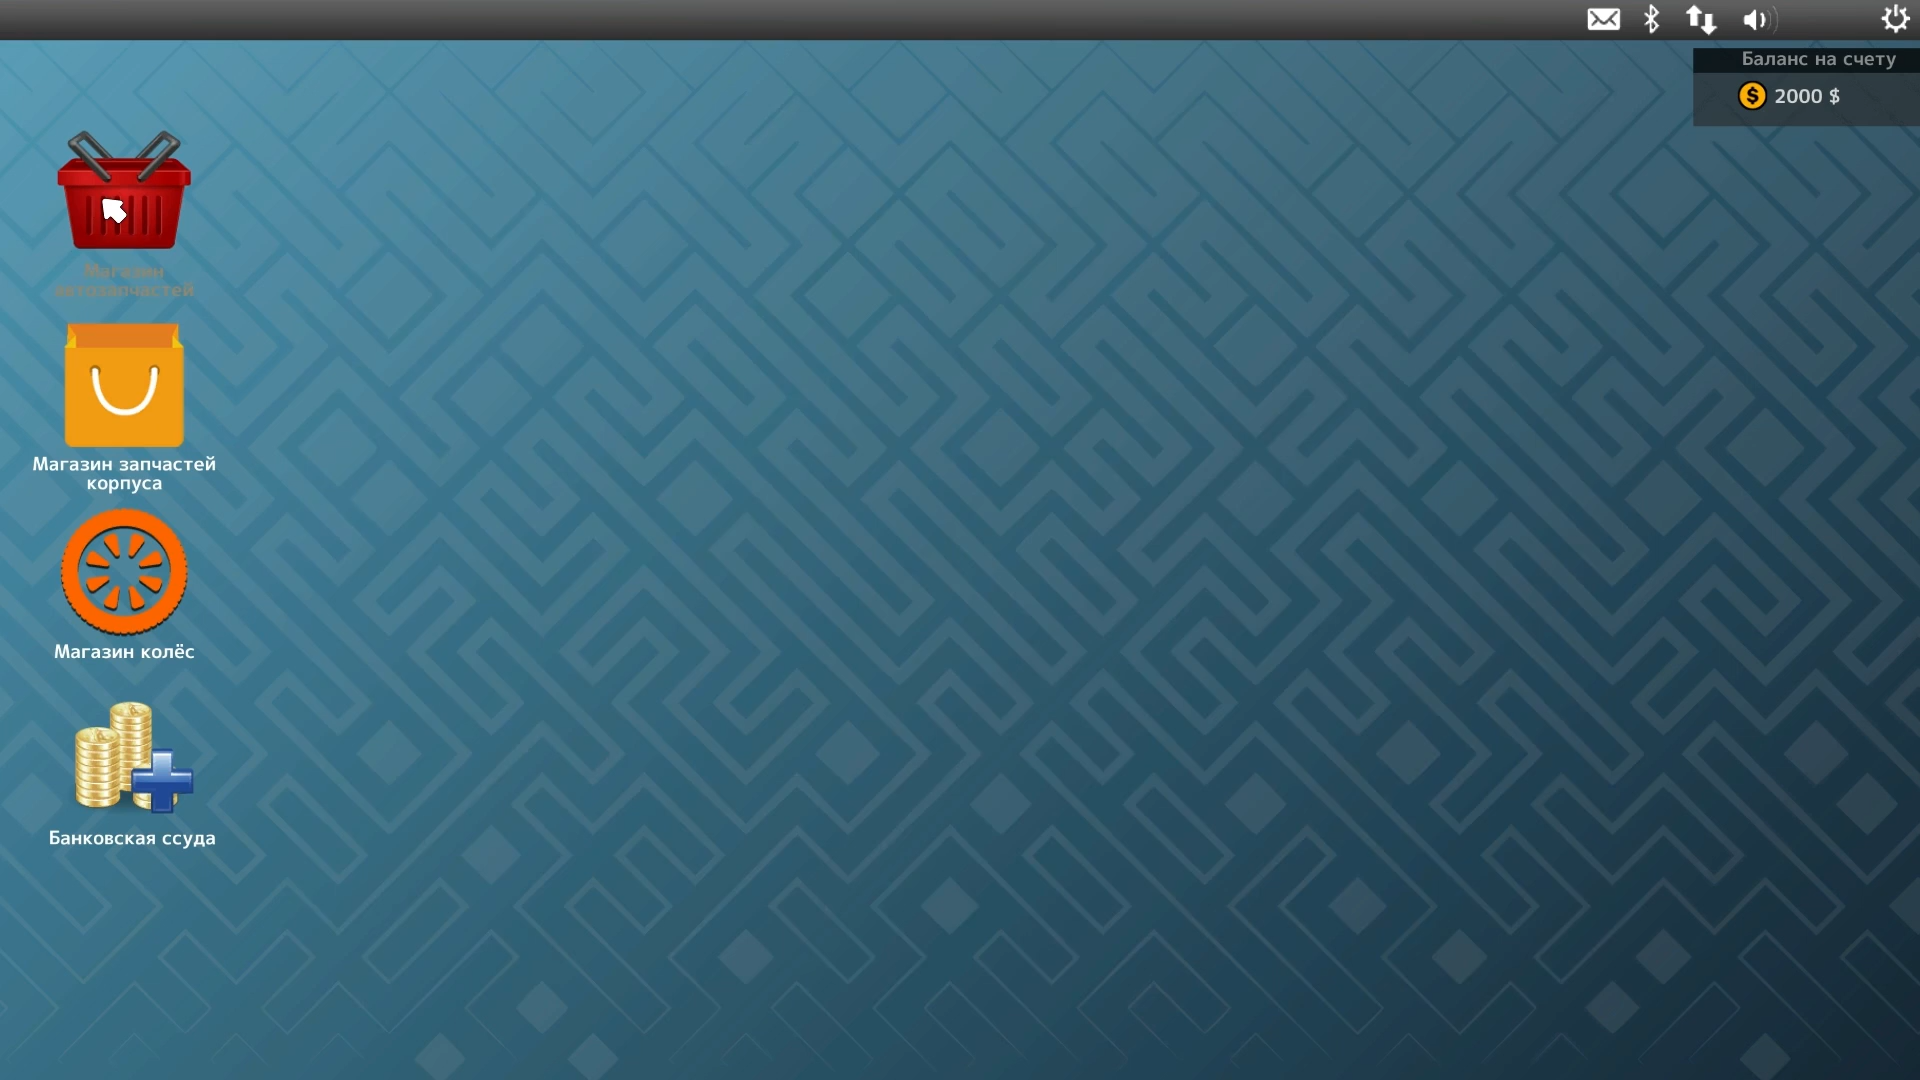 Баланс на счету
2000 $
Магазин
автозапчастей
Магазин запчастей
корпуса
Магазин колёс
Банковская ссуда